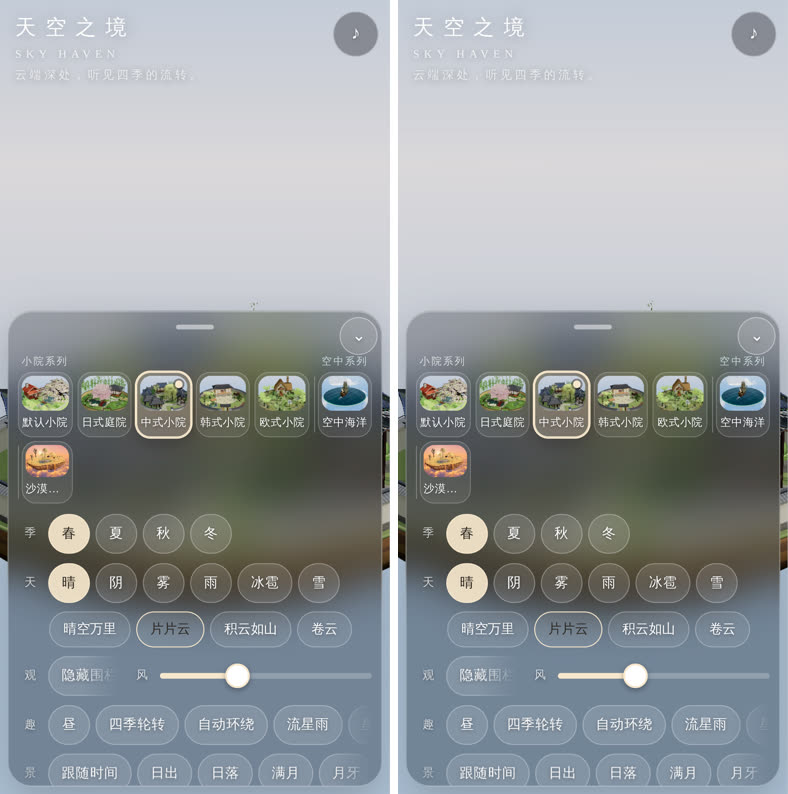 天空之境
SKY HAVEN
云端深处，听见四季的流转。
♪
小院系列 空中系列
默认小院 日式庭院 中式小院 韩式小院 欧式小院 空中海洋
沙漠…
季 春 夏 秋 冬
天 晴 阴 雾 雨 冰雹 雪
晴空万里 片片云 积云如山 卷云
观 隐藏围 风
趣 昼 四季轮转 自动环绕 流星雨
景 跟随时间 日出 日落 满月 月牙
天空之境
SKY HAVEN
云端深处，听见四季的流转。
♪
小院系列 空中系列
默认小院 日式庭院 中式小院 韩式小院 欧式小院 空中海洋
沙漠…
季 春 夏 秋 冬
天 晴 阴 雾 雨 冰雹 雪
晴空万里 片片云 积云如山 卷云
观 隐藏围 风
趣 昼 四季轮转 自动环绕 流星雨
景 跟随时间 日出 日落 满月 月牙